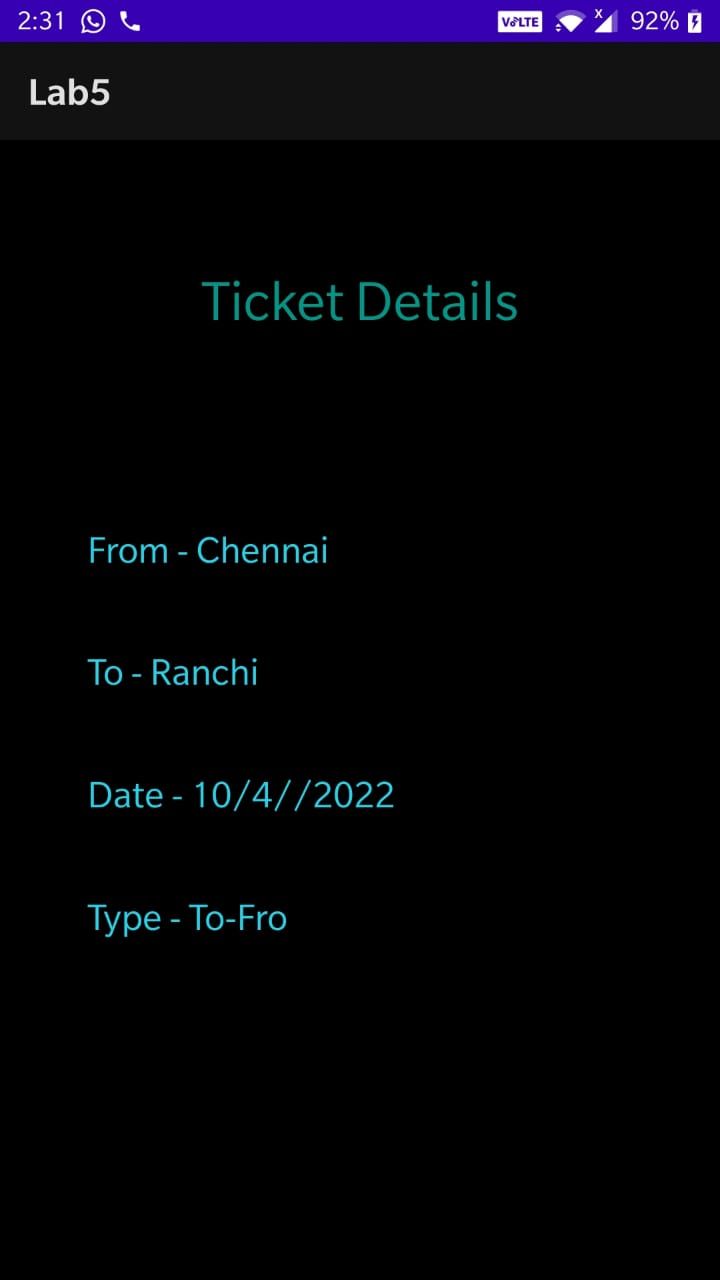 2:31 VoLTE X 92%
Lab5
Ticket Details
From - Chennai
To - Ranchi
Date - 10/4//2022
Type - To-Fro